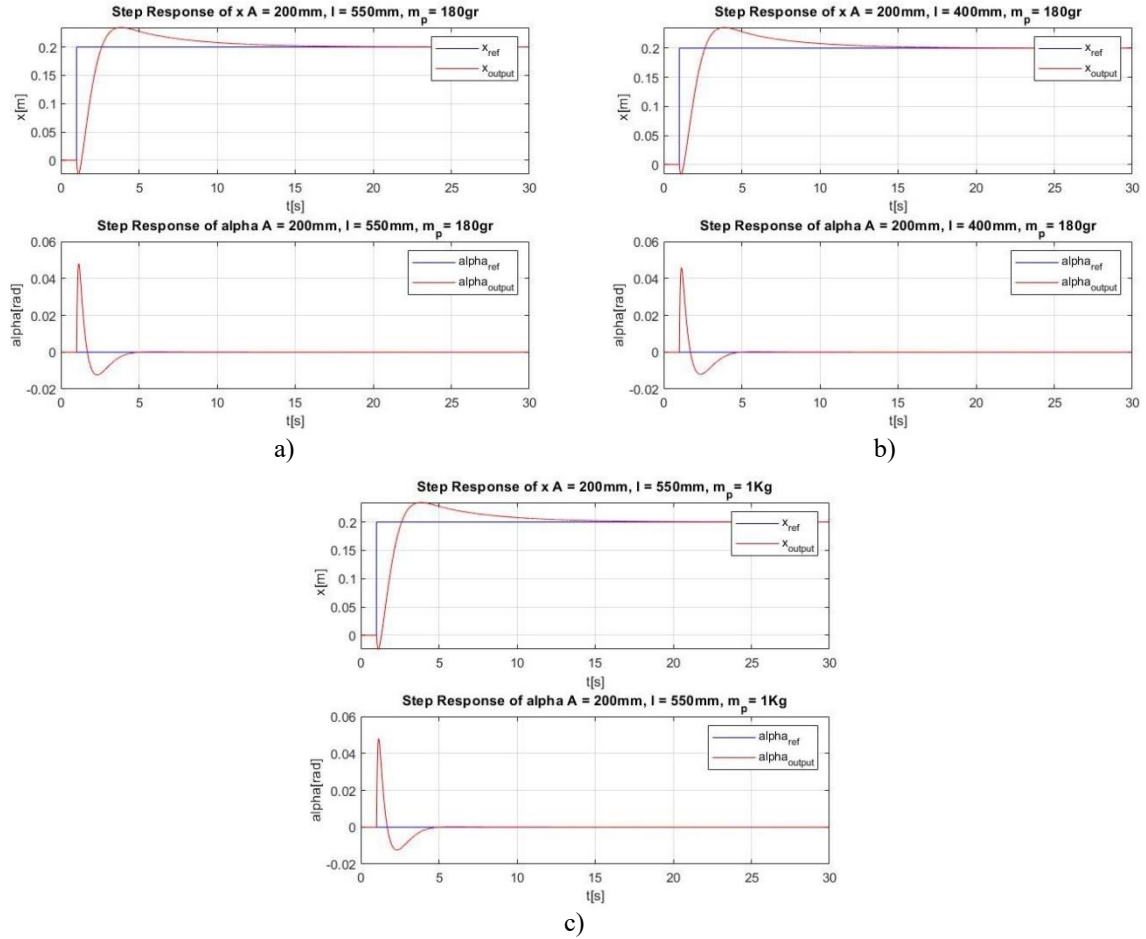 Step Response of x A = 200mm, l = 550mm, m_p = 180gr
x[m]
0.2
0.15
0.1
0.05
0
x_ref
x_output
0 5 10 15 20 25 30
t[s]
Step Response of alpha A = 200mm, l = 550mm, m_p = 180gr
alpha[rad]
0.06
0.04
0.02
0
-0.02
alpha_ref
alpha_output
0 5 10 15 20 25 30
t[s]
a)
Step Response of x A = 200mm, l = 400mm, m_p = 180gr
x[m]
0.2
0.15
0.1
0.05
0
x_ref
x_output
0 5 10 15 20 25 30
t[s]
Step Response of alpha A = 200mm, l = 400mm, m_p = 180gr
alpha[rad]
0.06
0.04
0.02
0
-0.02
alpha_ref
alpha_output
0 5 10 15 20 25 30
t[s]
b)
Step Response of x A = 200mm, l = 550mm, m_p = 1Kg
x[m]
0.2
0.15
0.1
0.05
0
x_ref
x_output
0 5 10 15 20 25 30
t[s]
Step Response of alpha A = 200mm, l = 550mm, m_p = 1Kg
alpha[rad]
0.06
0.04
0.02
0
-0.02
alpha_ref
alpha_output
0 5 10 15 20 25 30
t[s]
c)